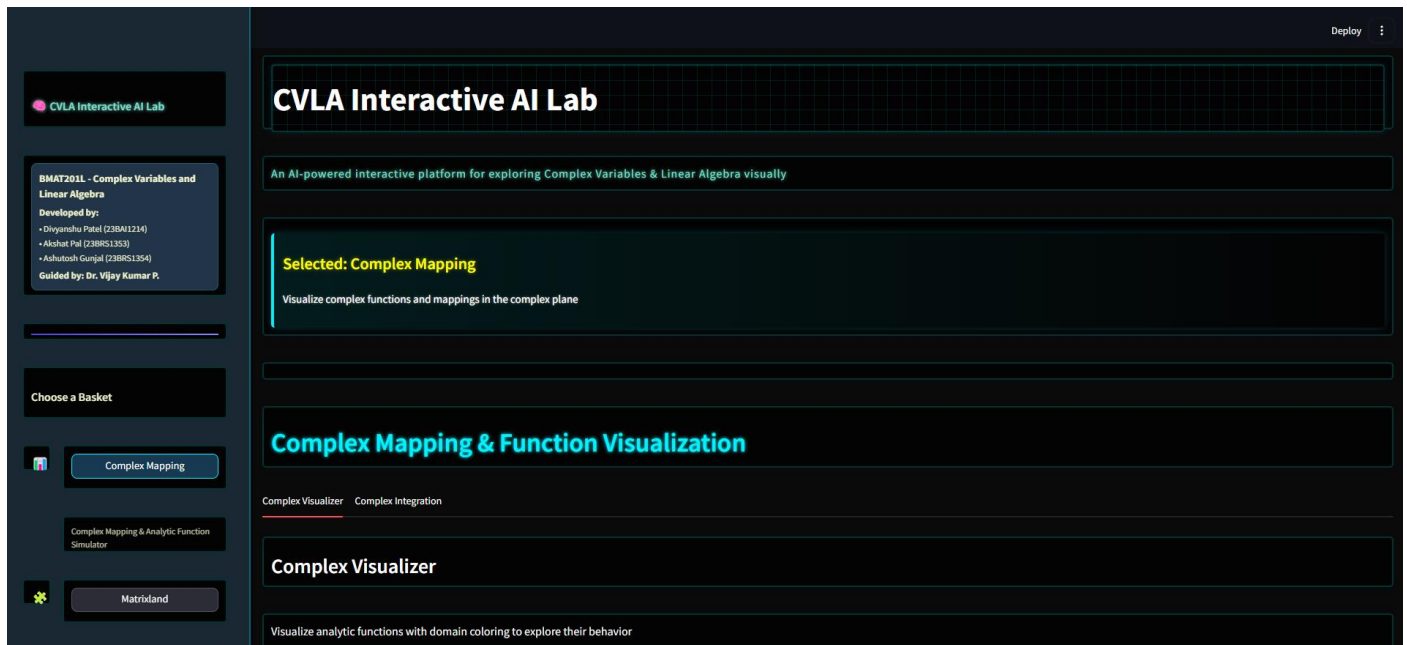 Deploy
CVLA Interactive AI Lab
BMAT201L - Complex Variables and
Linear Algebra
Developed by:
• Divyanshu Patel (23BAI1214)
• Akshat Pal (23BRS1353)
• Ashutosh Gunjal (23BRS1354)
Guided by: Dr. Vijay Kumar P.
Choose a Basket
Complex Mapping
Complex Mapping & Analytic Function
Simulator
Matrixland
CVLA Interactive AI Lab
An AI-powered interactive platform for exploring Complex Variables & Linear Algebra visually
Selected: Complex Mapping
Visualize complex functions and mappings in the complex plane
Complex Mapping & Function Visualization
Complex Visualizer Complex Integration
Complex Visualizer
Visualize analytic functions with domain coloring to explore their behavior